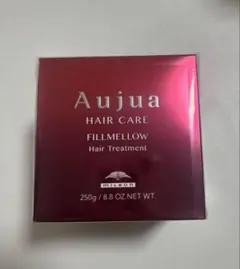 Aujua
HAIR CARE
FILLMELLOW
Hair Treatment
MILBON
250g / 8.8 OZ.NET WT.